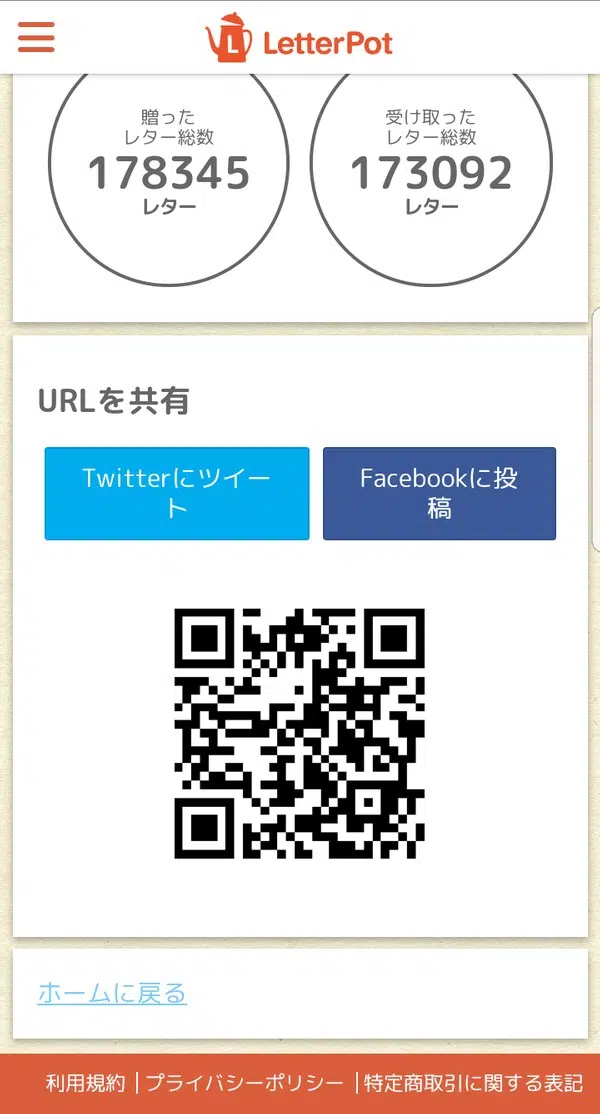 LetterPot
贈った
レター総数
178345
レター
受け取った
レター総数
173092
レター
URLを共有
Twitterにツイー
ト
Facebookに投
稿
ホームに戻る
利用規約 | プライバシーポリシー | 特定商取引に関する表記